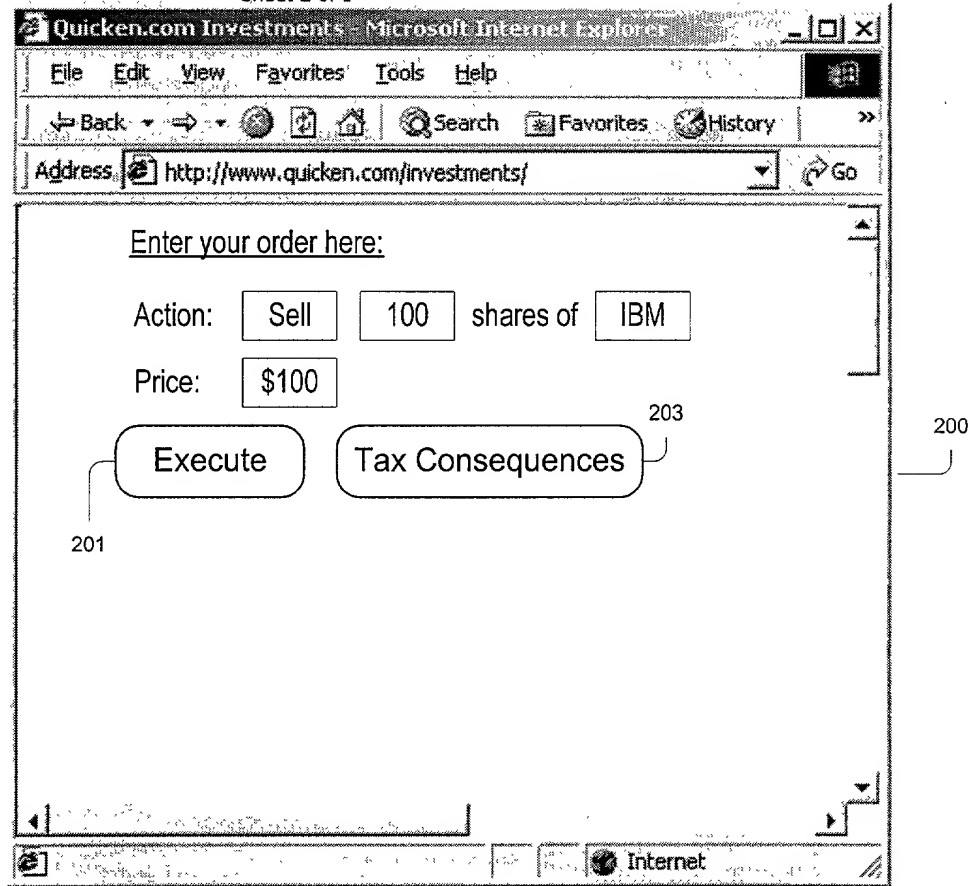 Quicken.com Investments - Microsoft Internet Explorer
File Edit View Favorites Tools Help
Back Search Favorites History »
Address http://www.quicken.com/investments/ Go
Enter your order here:
Action: Sell 100 shares of IBM
Price: $100
203
200
Execute Tax Consequences
201
Internet